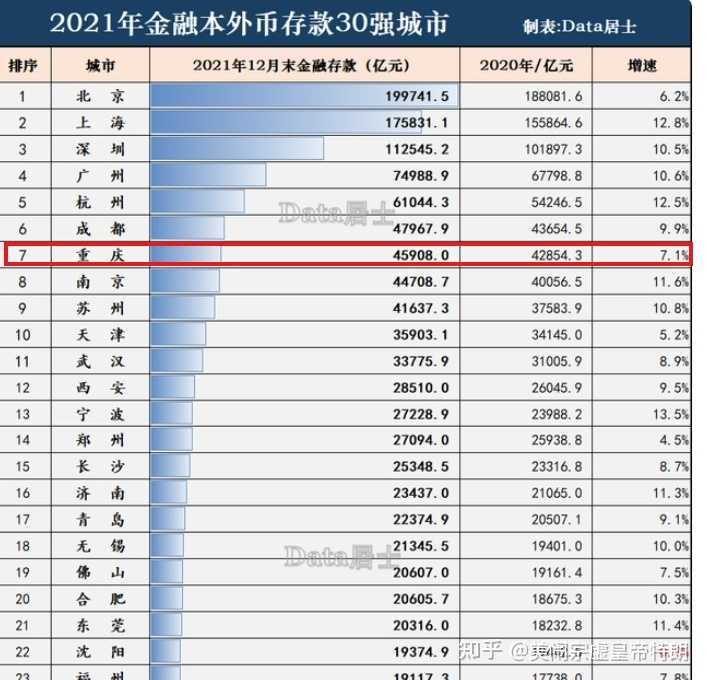 2021年金融本外币存款30强城市 制表:Data居士
排序 城市 2021年12月末金融存款（亿元） 2020年/亿元 增速
1 北京 199741.5 188081.6 6.2%
2 上海 175831.1 155864.6 12.8%
3 深圳 112545.2 101897.3 10.5%
4 广州 74988.9 67798.8 10.6%
5 杭州 61044.3 54246.5 12.5%
Data居士
6 成都 47967.9 43654.5 9.9%
7 重庆 45908.0 42854.3 7.1%
8 南京 44708.7 40056.5 11.6%
9 苏州 41637.3 37583.9 10.8%
10 天津 35903.1 34145.0 5.2%
11 武汉 33775.9 31005.9 8.9%
12 西安 28510.0 26045.9 9.5%
13 宁波 27228.9 23988.2 13.5%
14 郑州 27094.0 25938.8 4.5%
15 长沙 25348.5 23316.8 8.7%
16 济南 23437.0 21065.0 11.3%
17 青岛 22374.9 20507.1 9.1%
18 无锡 21345.5 19401.0 10.0%
Data居士
19 佛山 20607.0 19161.4 7.5%
20 合肥 20605.7 18675.3 10.3%
21 东莞 20316.0 18232.8 11.4%
22 沈阳 19374.9
知乎 @美闻宗虚皇帝特朗
23 福州 19117.3 17738.0 7.8%